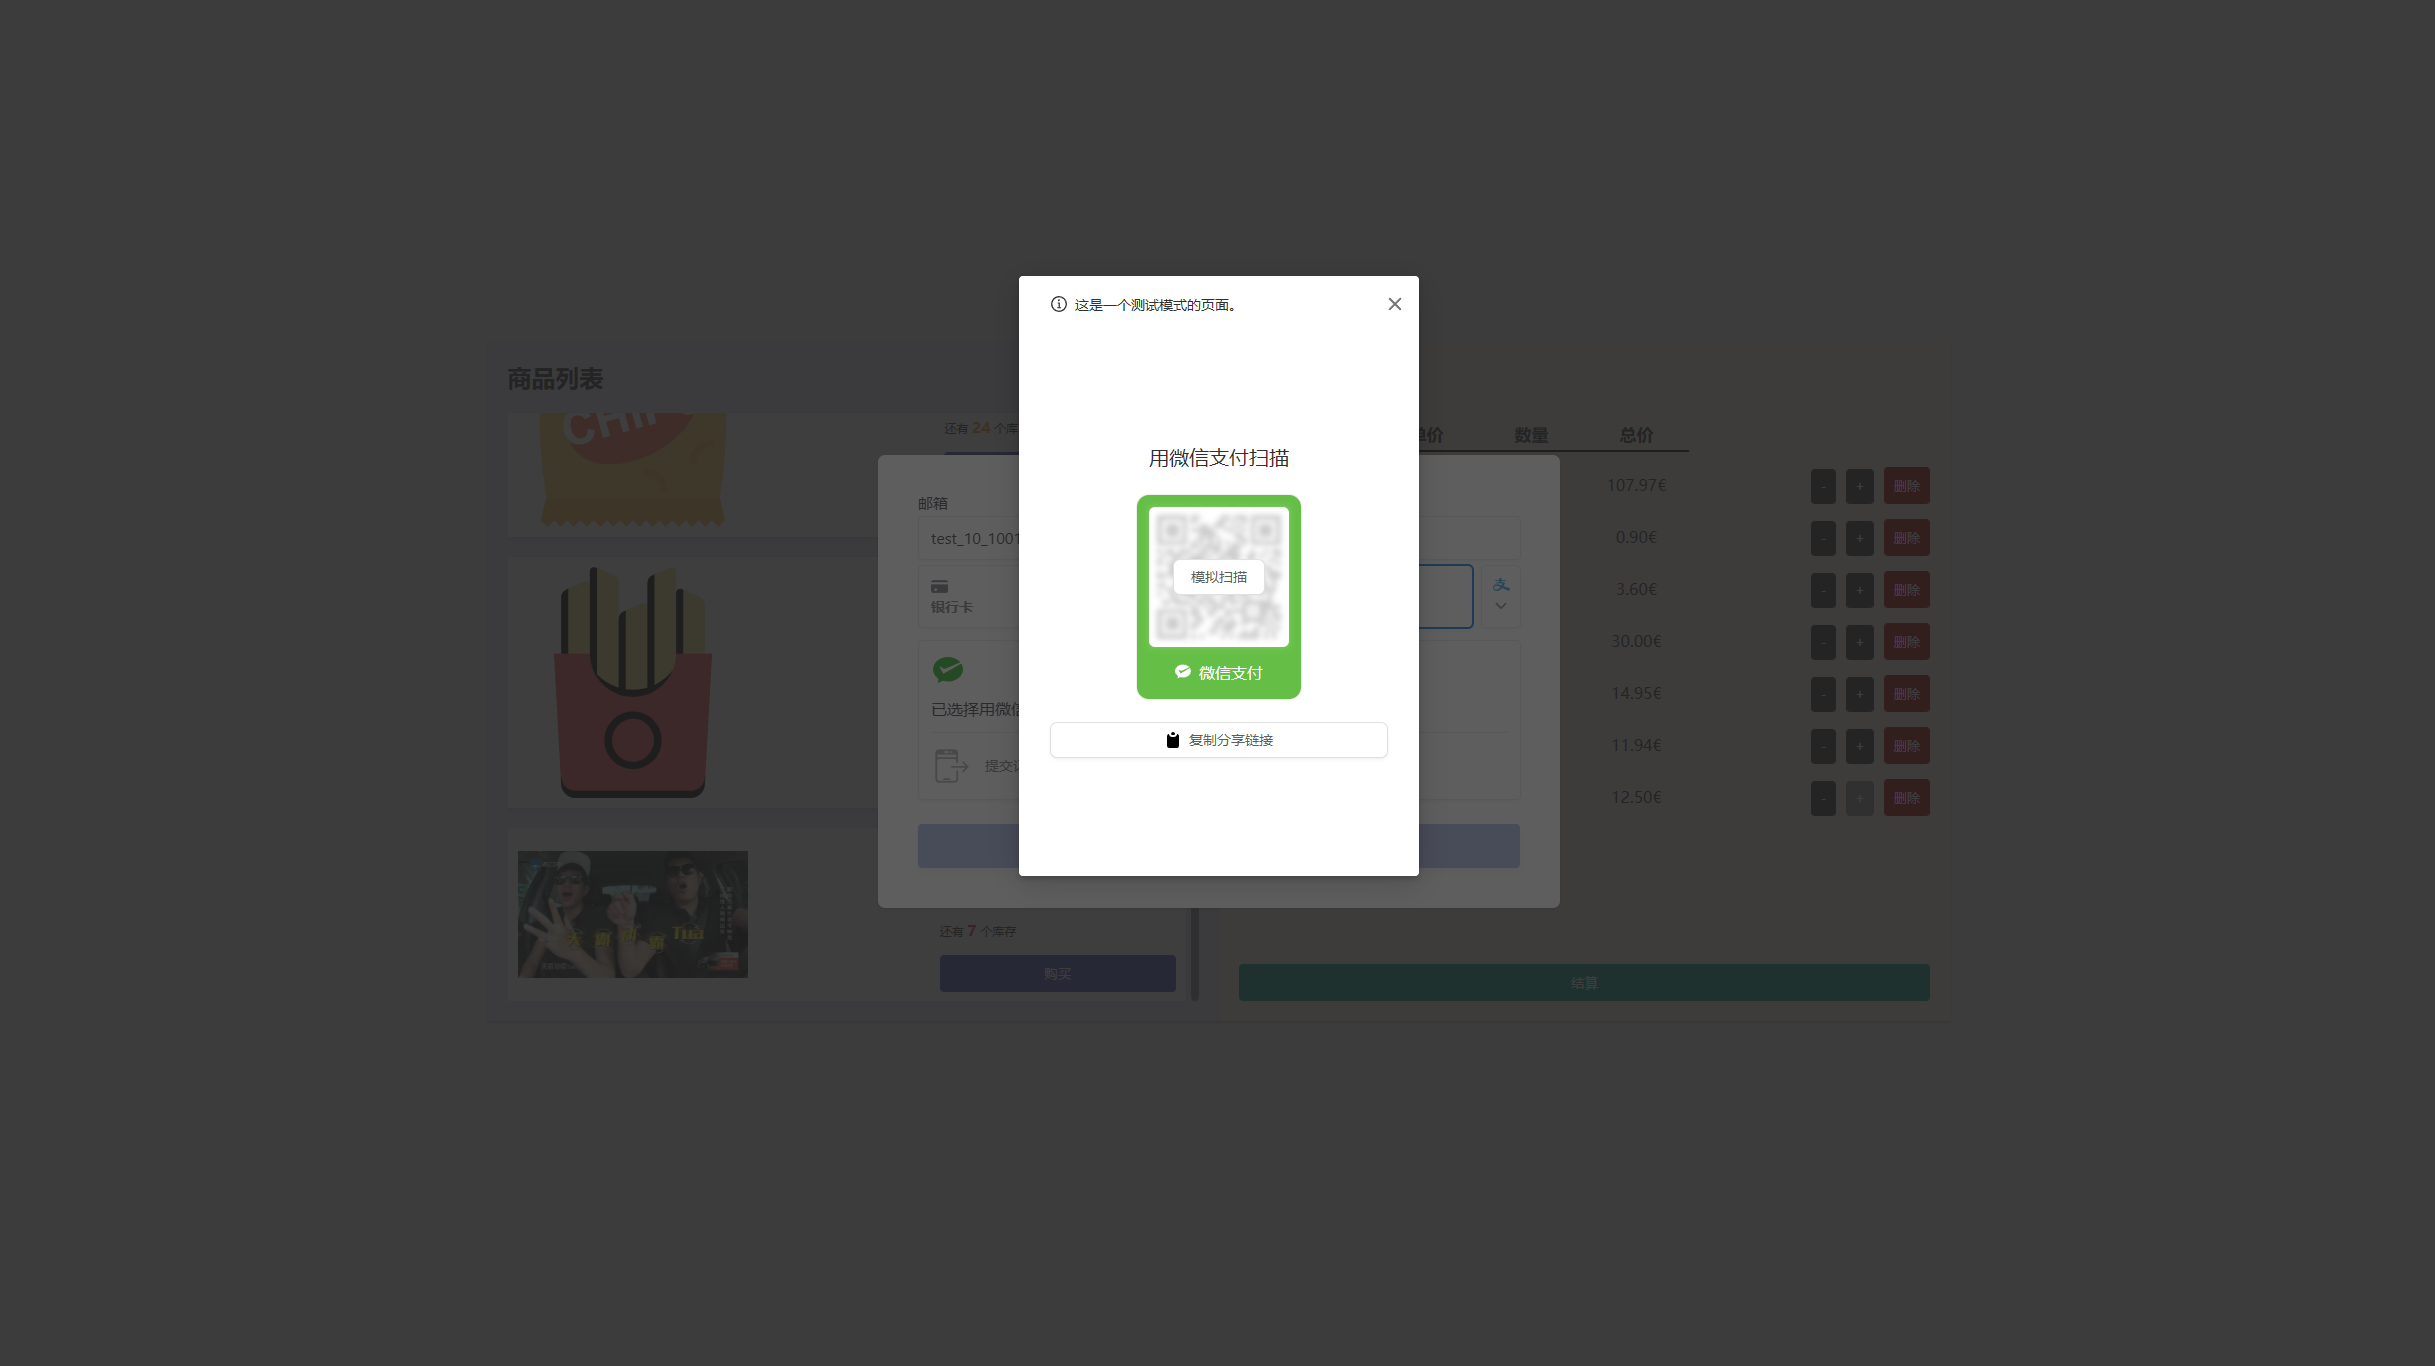 这是一个测试模式的页面。
用微信支付扫描
模拟扫描
微信支付
复制分享链接
商品列表
还有 24 个库
还有 7 个库存
购买
邮箱
test_10_1001
银行卡
已选择用微信
提交
单价 数量 总价
107.97€ - + 删除
0.90€ - + 删除
3.60€ - + 删除
30.00€ - + 删除
14.95€ - + 删除
11.94€ - + 删除
12.50€ - + 删除
结算